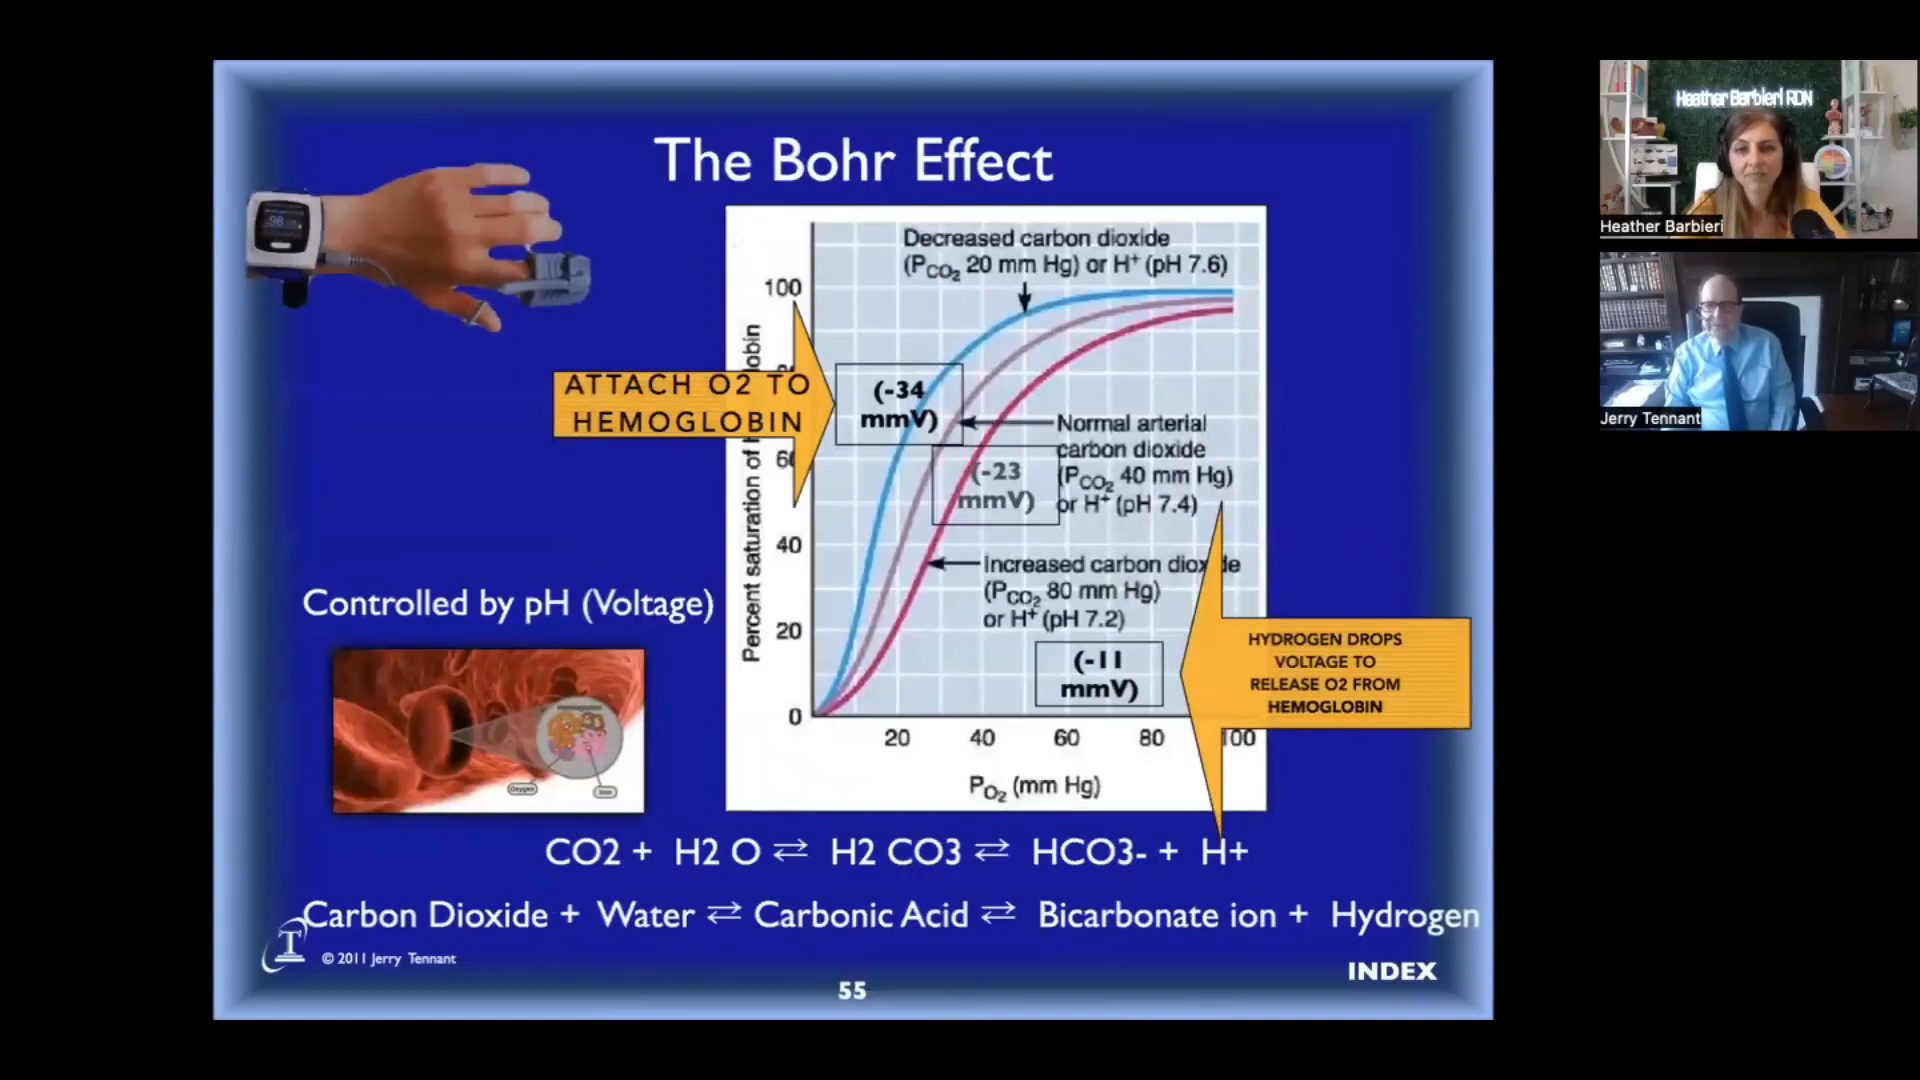 The Bohr Effect
98
Decreased carbon dioxide
(PCO2 20 mm Hg) or H+ (pH 7.6)
100
ATTACH O2 TO
HEMOGLOBIN
(-34
mmV)
Normal arterial
carbon dioxide
(PCO2 40 mm Hg)
or H+ (pH 7.4)
(-23
mmV)
Percent saturation of
40
20
0
Increased carbon
(PCO2 80 mm Hg)
or H+ (pH 7.2)
(-11
mmV)
HYDROGEN DROPS
VOLTAGE TO
RELEASE O2 FROM
HEMOGLOBIN
20 40 60 80 100
PO2 (mm Hg)
Controlled by pH (Voltage)
Oxygen
CO2 + H2 O ⇄ H2 CO3 ⇄ HCO3- + H+
Carbon Dioxide + Water ⇄ Carbonic Acid ⇄ Bicarbonate ion + Hydrogen
T
© 2011 Jerry Tennant
INDEX
55
Heather Barbieri RDN
Heather Barbieri
Jerry Tennant